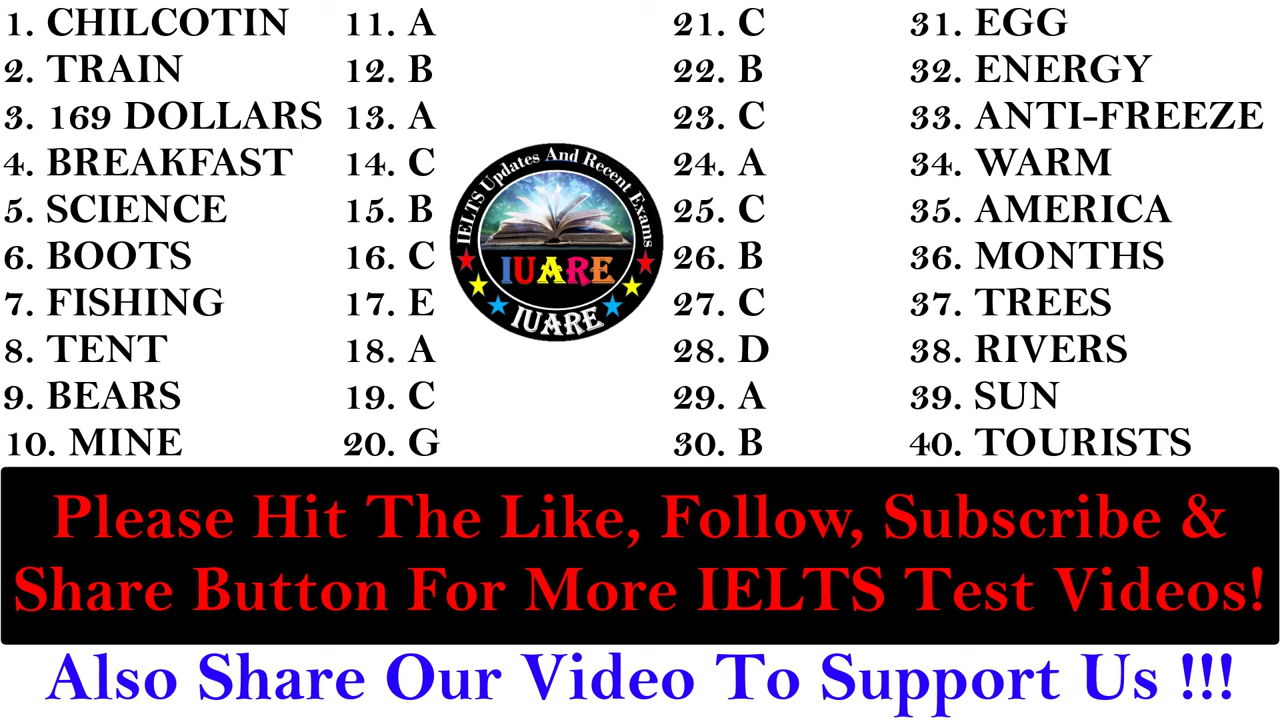 1. CHILCOTIN
2. TRAIN
3. 169 DOLLARS
4. BREAKFAST
5. SCIENCE
6. BOOTS
7. FISHING
8. TENT
9. BEARS
10. MINE
11. A
12. B
13. A
14. C
15. B
16. C
17. E
18. A
19. C
20. G
IELTS Updates And Recent Exams
IUARE
IUARE
21. C
22. B
23. C
24. A
25. C
26. B
27. C
28. D
29. A
30. B
31. EGG
32. ENERGY
33. ANTI-FREEZE
34. WARM
35. AMERICA
36. MONTHS
37. TREES
38. RIVERS
39. SUN
40. TOURISTS
Please Hit The Like, Follow, Subscribe &
Share Button For More IELTS Test Videos!
Also Share Our Video To Support Us !!!